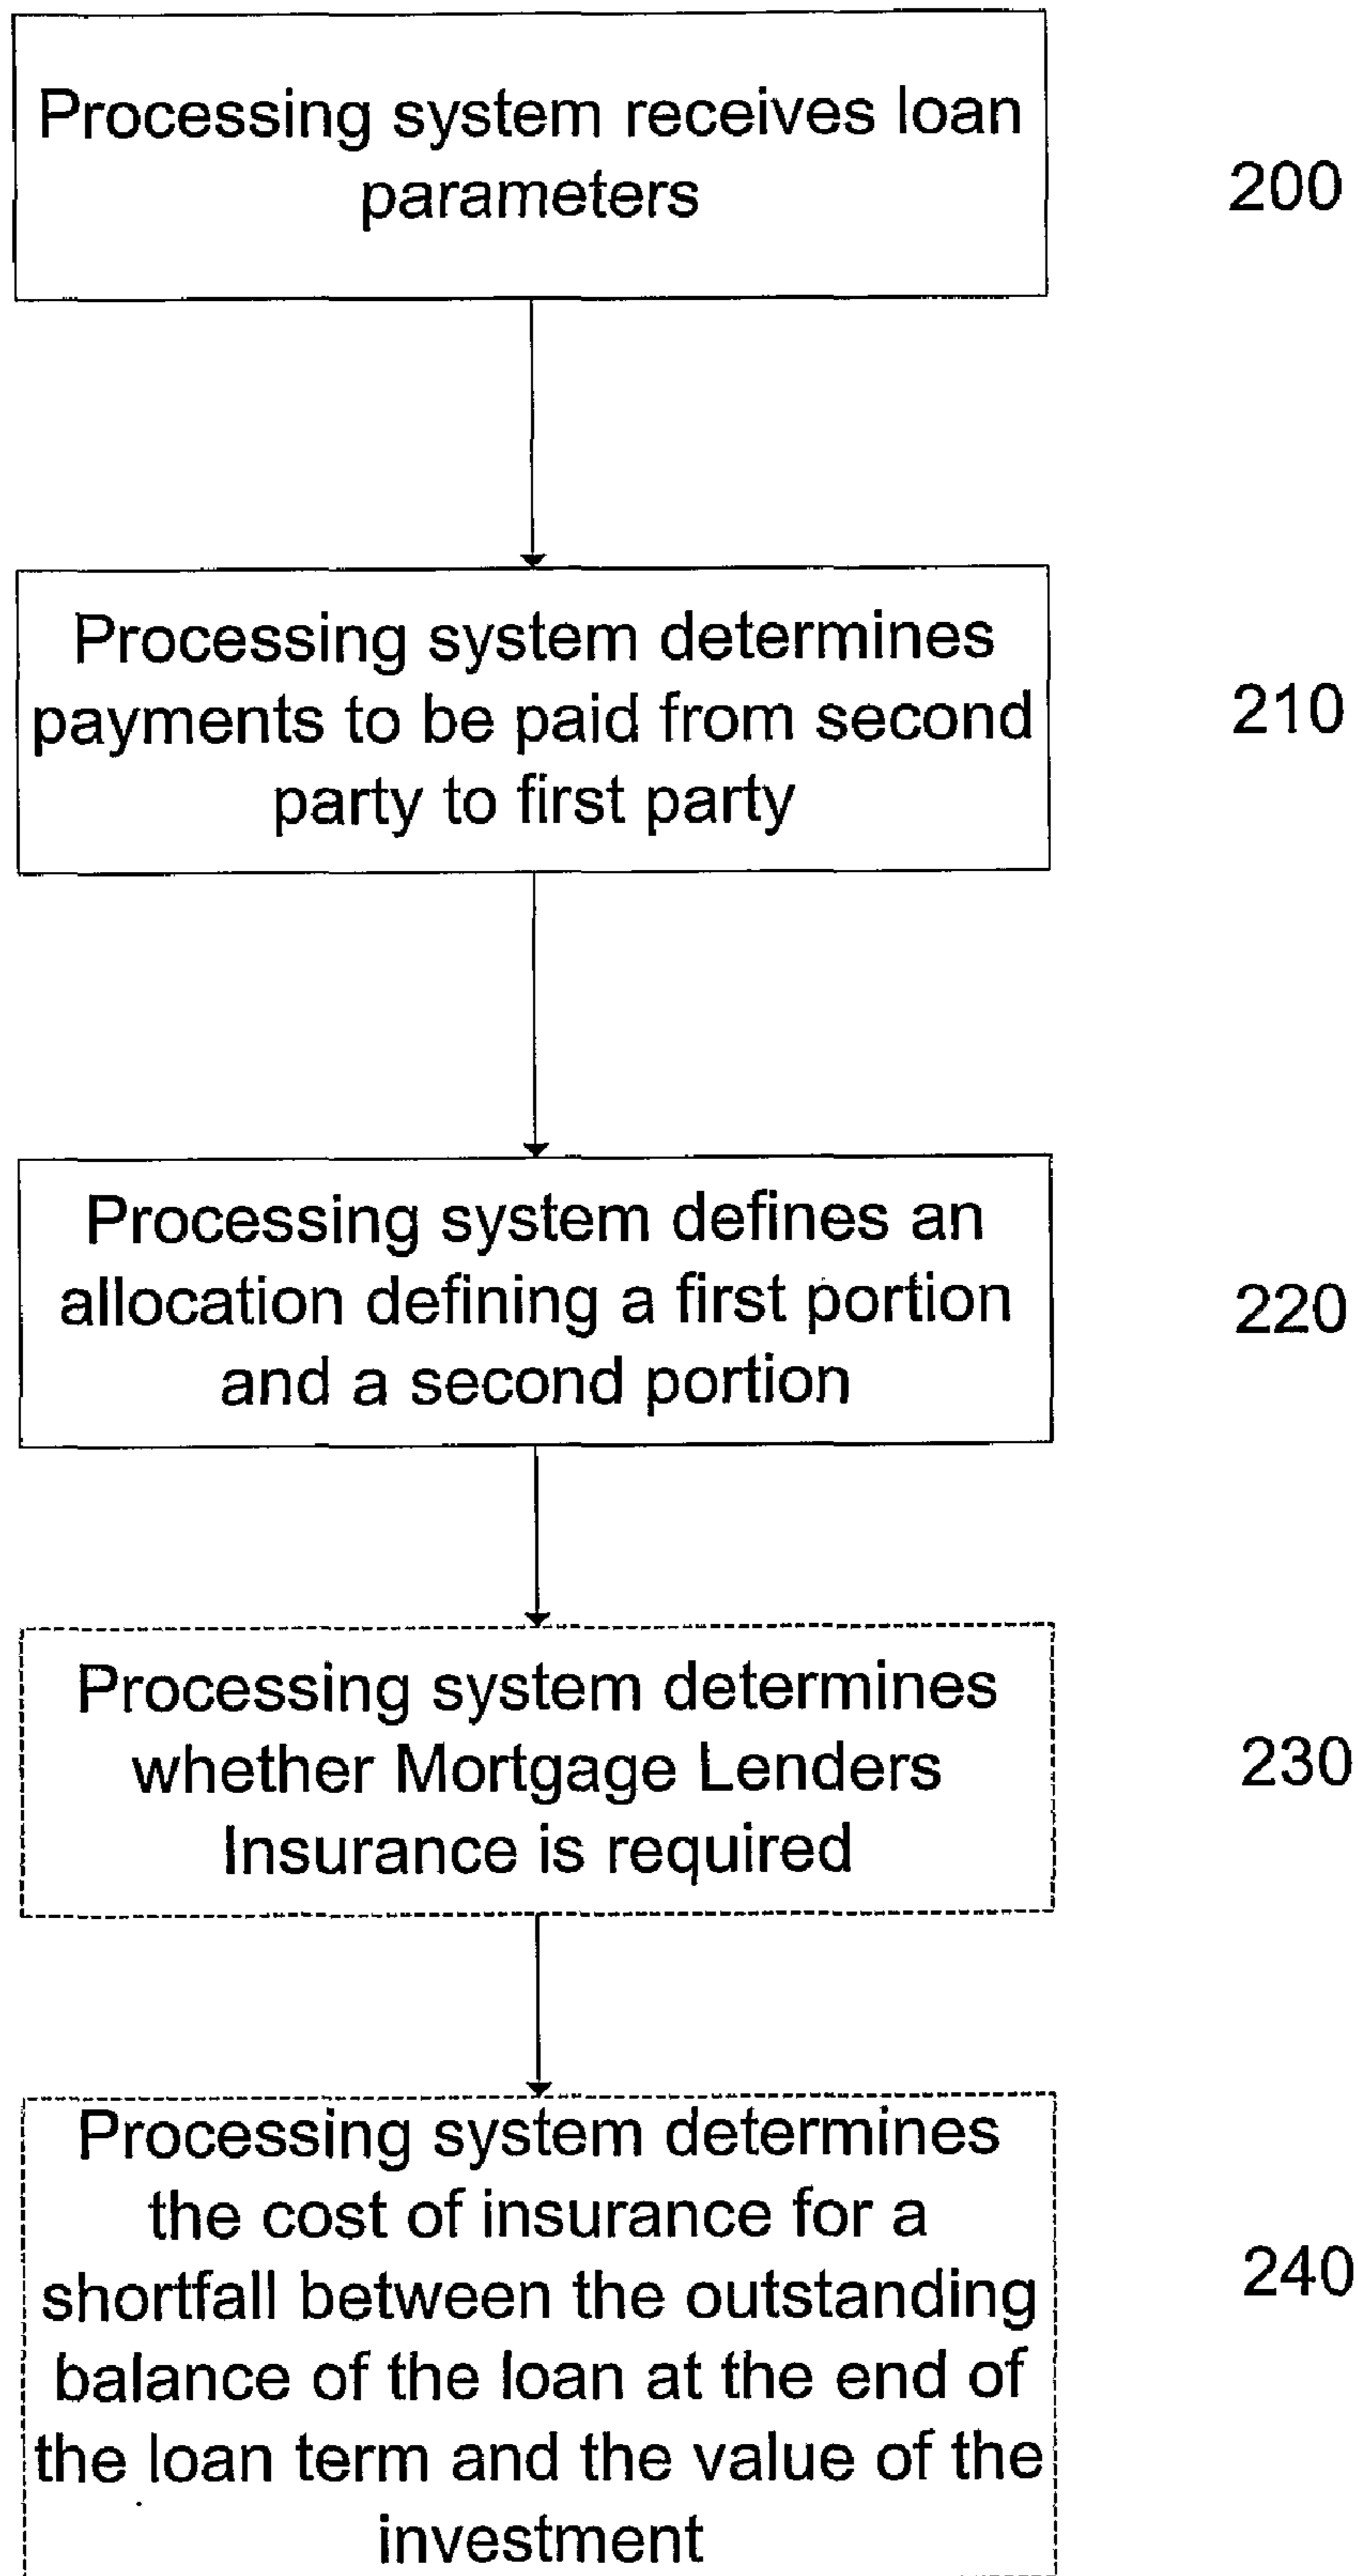 Processing system receives loan
parameters
200
Processing system determines
payments to be paid from second
party to first party
210
Processing system defines an
allocation defining a first portion
and a second portion
220
Processing system determines
whether Mortgage Lenders
Insurance is required
230
Processing system determines
the cost of insurance for a
shortfall between the outstanding
balance of the loan at the end of
the loan term and the value of the
investment
240